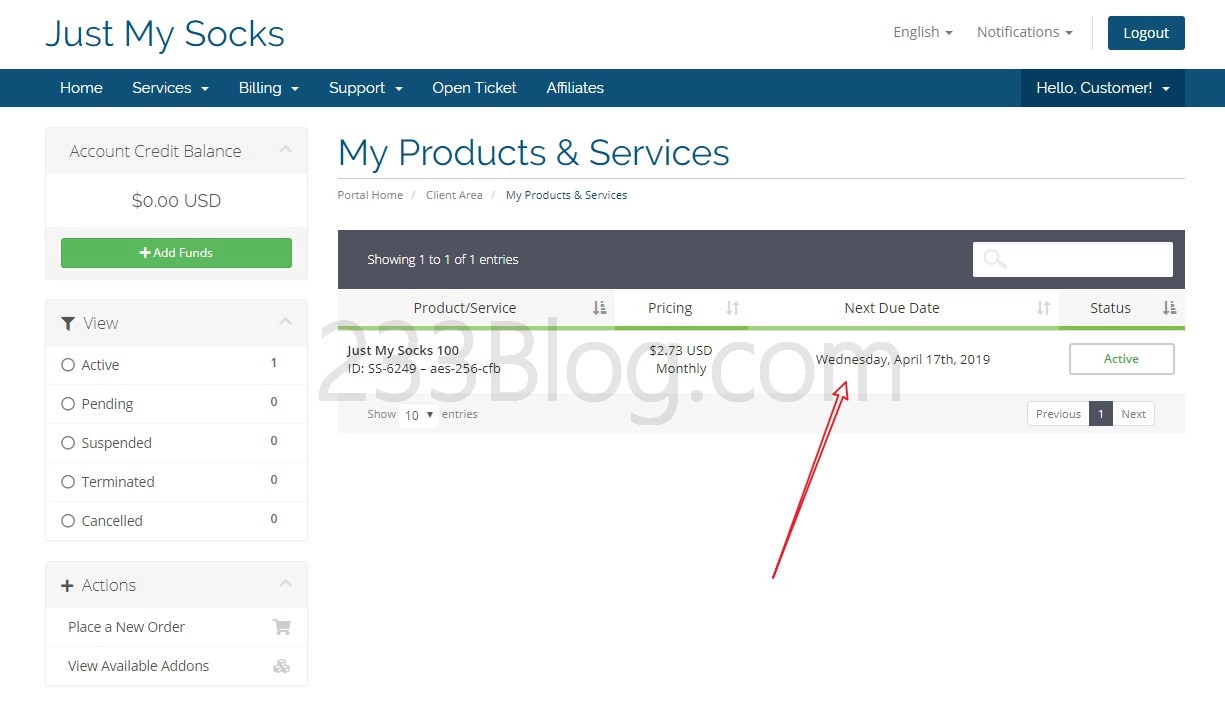 Just My Socks
English
Notifications
Logout
Home
Services
Billing
Support
Open Ticket
Affiliates
Hello, Customer!
Account Credit Balance
$0.00 USD
Add Funds
View
Active 1
Pending 0
Suspended 0
Terminated 0
Cancelled 0
Actions
Place a New Order
View Available Addons
My Products & Services
Portal Home / Client Area / My Products & Services
Showing 1 to 1 of 1 entries
Product/Service Pricing Next Due Date Status
Just My Socks 100
ID: SS-6249 – aes-256-cfb
$2.73 USD
Monthly
Wednesday, April 17th, 2019
Active
Show 10 entries
Previous 1 Next
233Blog.com